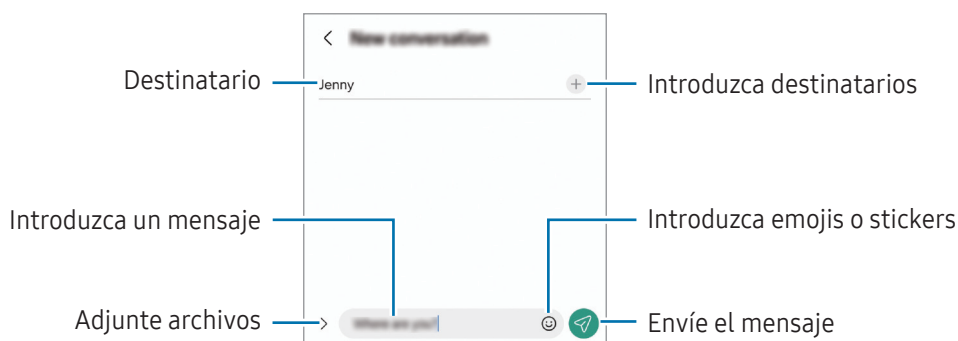 New conversation
Destinatario
Jenny
Introduzca destinatarios
Introduzca un mensaje
Introduzca emojis o stickers
Adjunte archivos
Where are you?
Envíe el mensaje